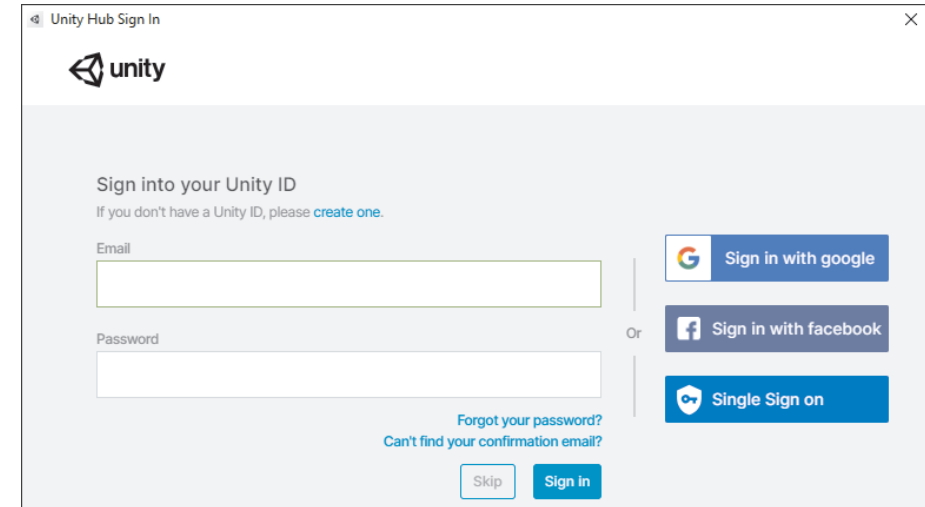 Unity Hub Sign In
unity
Sign into your Unity ID
If you don't have a Unity ID, please create one.
Email
Password
Forgot your password?
Can't find your confirmation email?
Skip
Sign in
Or
Sign in with google
Sign in with facebook
Single Sign on